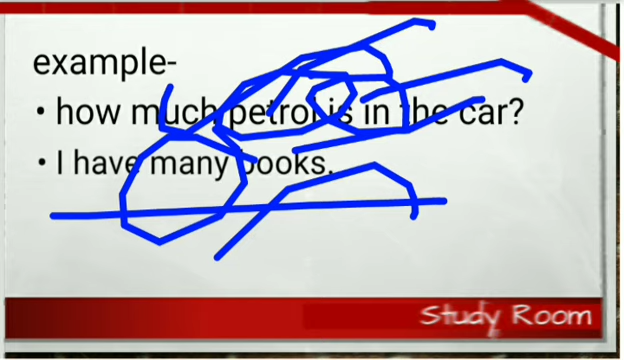 example-
• how much petrol is in the car?
• I have many books.
Study Room